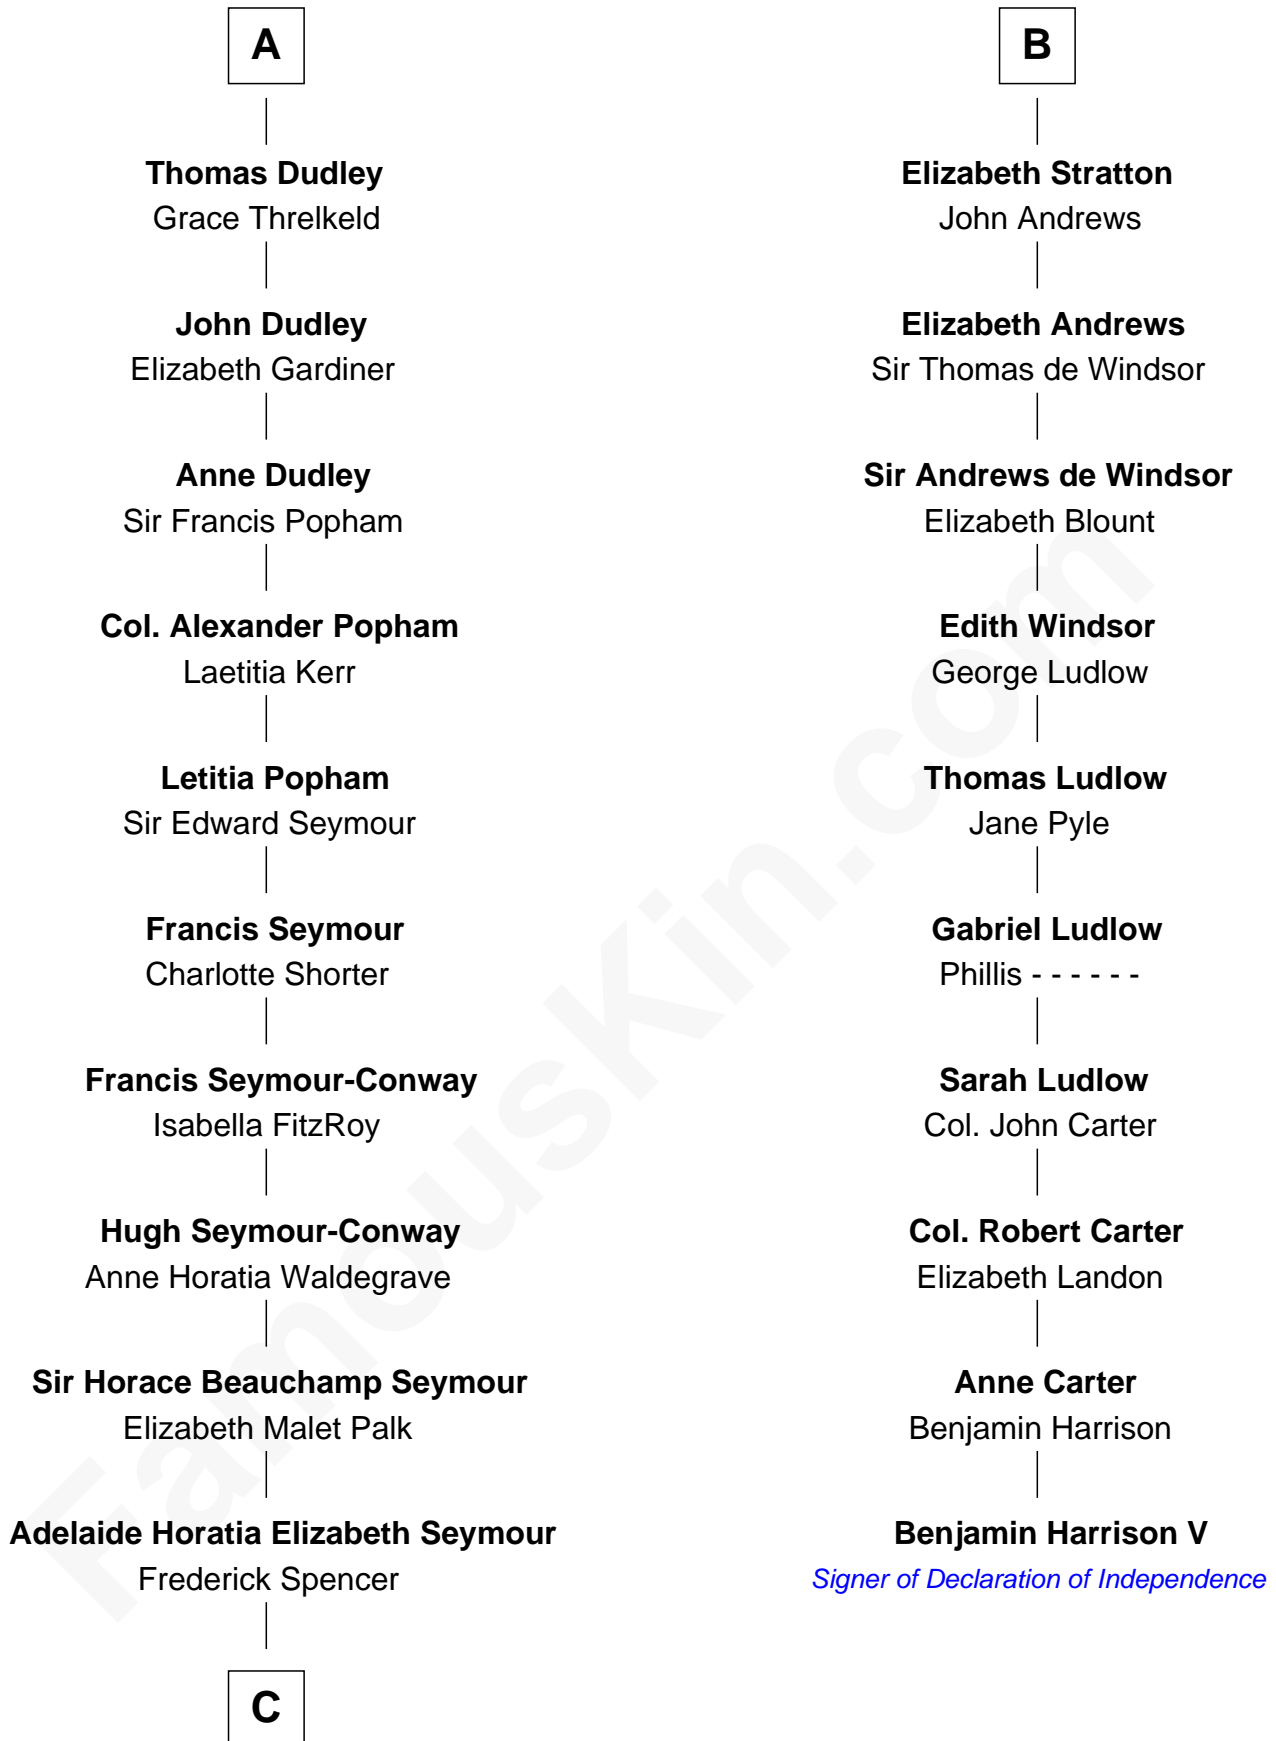 A
Thomas Dudley
Grace Threlkeld
John Dudley
Elizabeth Gardiner
Anne Dudley
Sir Francis Popham
Col. Alexander Popham
Laetitia Kerr
Letitia Popham
Sir Edward Seymour
Francis Seymour
Charlotte Shorter
Francis Seymour-Conway
Isabella FitzRoy
Hugh Seymour-Conway
Anne Horatia Waldegrave
Sir Horace Beauchamp Seymour
Elizabeth Malet Palk
Adelaide Horatia Elizabeth Seymour
Frederick Spencer
C
B
Elizabeth Stratton
John Andrews
Elizabeth Andrews
Sir Thomas de Windsor
Sir Andrews de Windsor
Elizabeth Blount
Edith Windsor
George Ludlow
Thomas Ludlow
Jane Pyle
Gabriel Ludlow
Phillis - - - - - -
Sarah Ludlow
Col. John Carter
Col. Robert Carter
Elizabeth Landon
Anne Carter
Benjamin Harrison
Benjamin Harrison V
Signer of Declaration of Independence
FamousKin.com